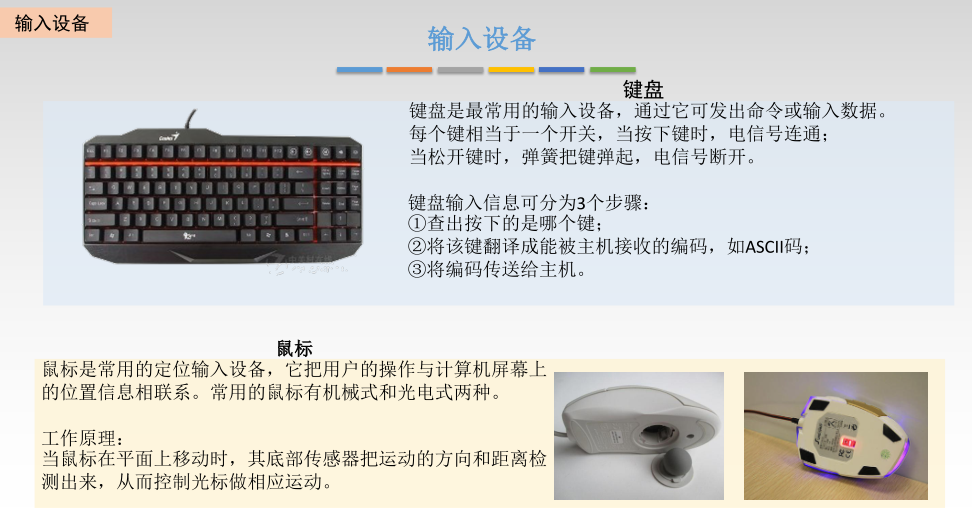 输入设备
输入设备
键盘
键盘是最常用的输入设备，通过它可发出命令或输入数据。
每个键相当于一个开关，当按下键时，电信号连通；
当松开键时，弹簧把键弹起，电信号断开。
键盘输入信息可分为3个步骤：
①查出按下的是哪个键；
②将该键翻译成能被主机接收的编码，如ASCII码；
③将编码传送给主机。
鼠标
鼠标是常用的定位输入设备，它把用户的操作与计算机屏幕上
的位置信息相联系。常用的鼠标有机械式和光电式两种。
工作原理：
当鼠标在平面上移动时，其底部传感器把运动的方向和距离检
测出来，从而控制光标做相应运动。